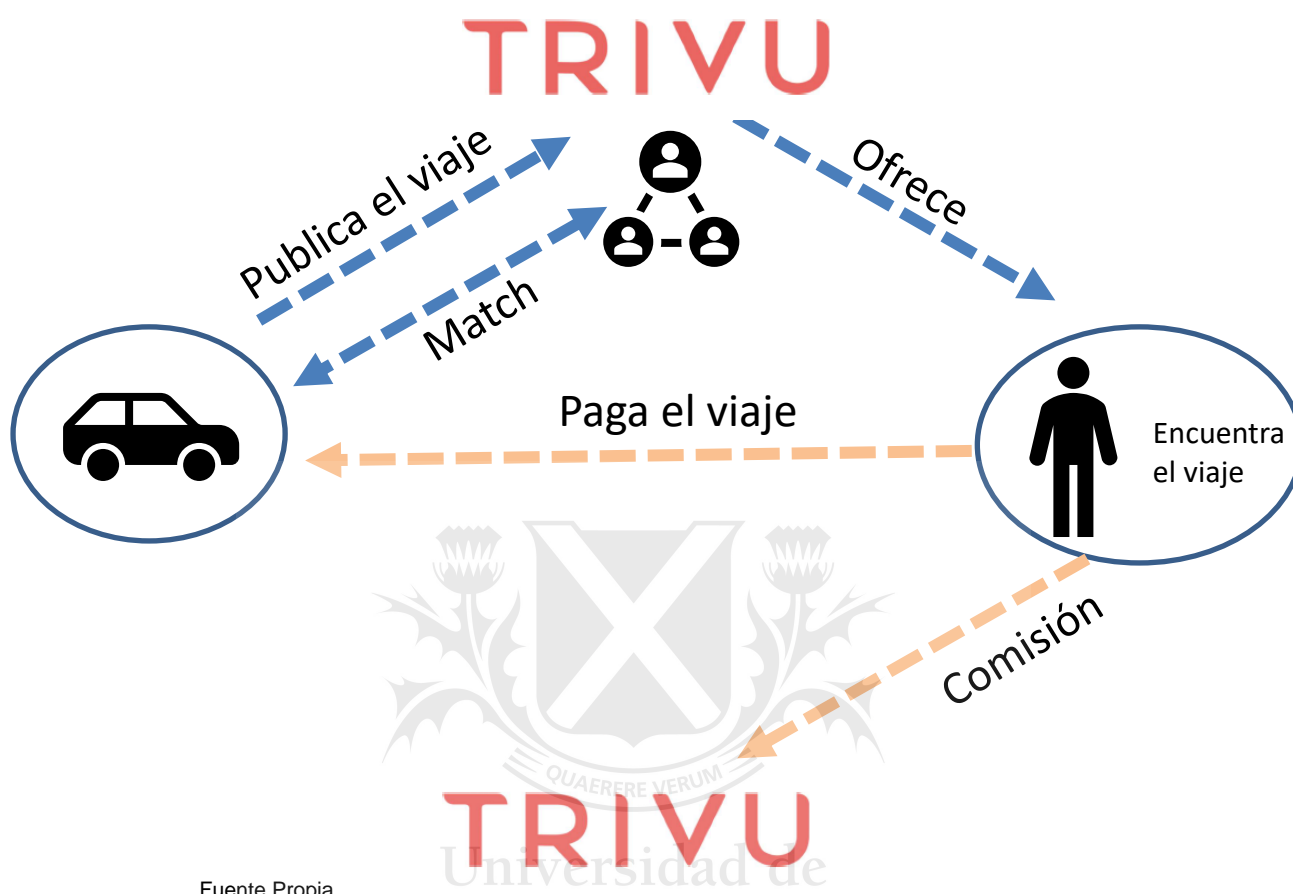 TRIVU
Publica el viaje
Ofrece
Match
Paga el viaje
Encuentra
el viaje
Comisión
QUAERERE VERUM
TRIVU
Universidad de
Fuente Propia